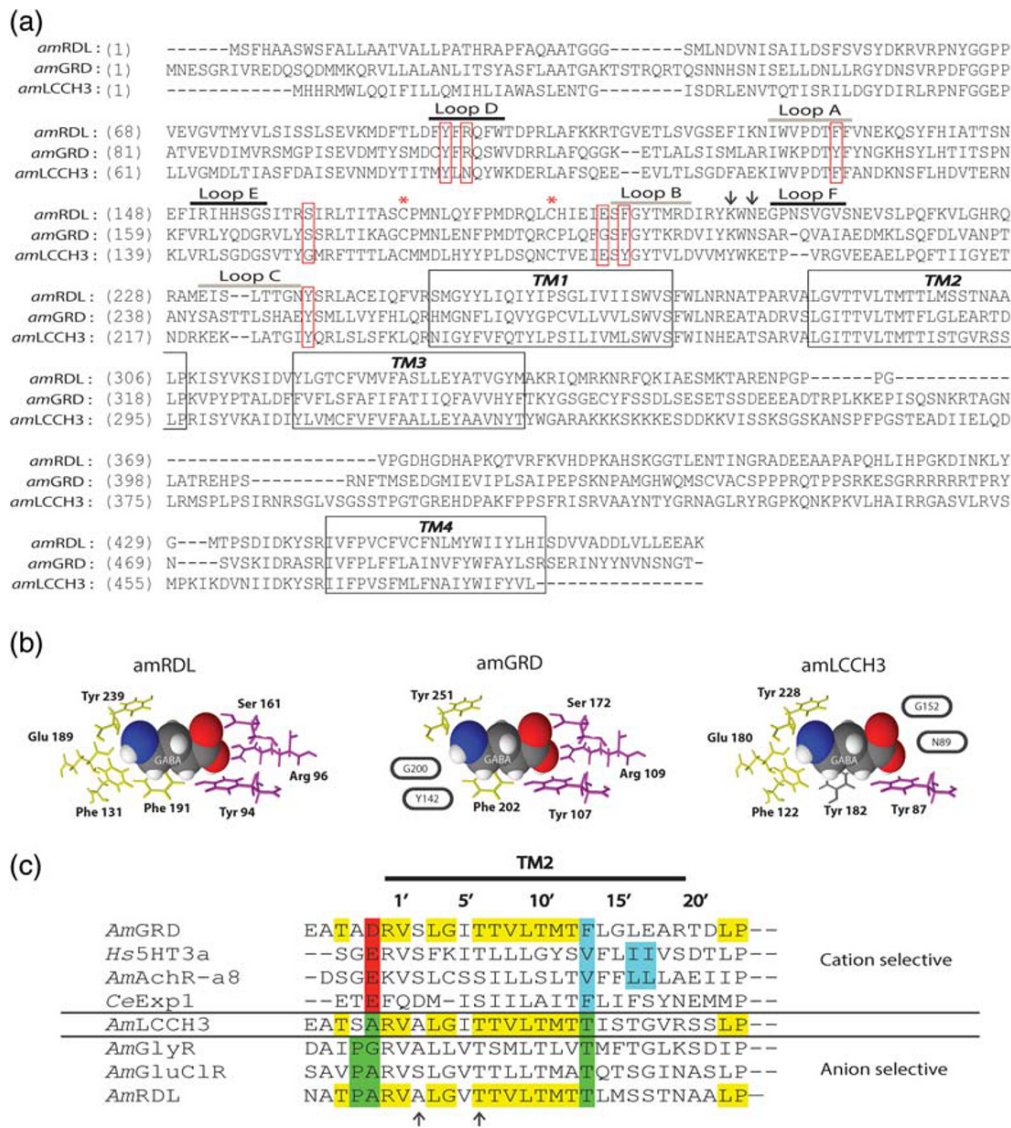 (a)
amRDL : (1) -------MSFHAASWSFALLAATVALLPATHRAPFAQAATGGG-------SMLNDVNISAILDSFSVSYDKRVRPNYGGPP
amGRD : (1) MNESGRIVREDQSQDMMKQRVLLALANLITSYASFLAATGAKTSTRQRTQSNNHSNISELLDNLLRGYDNSVRPDFGGPP
amLCCH3 : (1) ----------MHHRMWLQQIFILLQMIHLIAWASLENTG------ISDRLENVTQTISRILDGYDIRLRPNFGGEP
Loop D
Loop A
amRDL : (68) VEVGVTMYVLSISSLSEVKMDFTLDFYFRQFWTDPRLAFKKRTGVETLSVGSEFIKNIWVPDTFFVNEKQSYFHIATTSN
amGRD : (81) ATVEVDIMVRSMGPISEVDMTYSMDCYFRQSWVDRRLAFQGGK--ETLALSISMLARIWKPDTYFYNGKHSYLHTITTPN
amLCCH3 : (61) LLVGMDLTIASFDAISEVNMDYTITMYLNQYWKDERLAFSQEE--EVLTLSGDFAEKIWVPDTFFANDKNSFLHDVTERN
Loop E
*
*
Loop B
Loop F
amRDL : (148) EFIRIHHSGSITRSIRLTITASCPMNLQYFPMDRQLCHIEIESFGYTMRDIRYKWNEGPNSVGVSNEVSLPQFKVLGHRQ
amGRD : (159) KFVRLYQDGRVLYSSRLTIKAGCPMNLENFPMDTQRCPLQFGSFGYTKRDVIYKWNSAR-QVAIAEDMKLSQFDLVANPT
amLCCH3 : (139) KLVRLSGDGSVTYGMRFTTTLACMMDLHYYPLDSQNCTVEIESYGYTVLDVVMYWKETP--VRGVEEAELPQFTIIGYET
Loop C
TM1
TM2
amRDL : (228) RAMEIS--LTTGNYSRLACEIQFVRSMGYYLIQIYIPSGLIVIISWVSFWLNRNATPARVALGVTTVLTMTTLMSSTNAA
amGRD : (238) ANYSASTTLSHAEYSMLLVYFHLQRHMGNFLIQVYGPCVLLVVLSWVSFWLNREATADRVSLGITTVLTMTFLGLEARTD
amLCCH3 : (217) NDRKEK--LATGIYQRLSLSFKLQRNIGYFVFQTYLPSILIVMLSWVSFWINHEATSARVALGITTVLTMTTISTGVRSS
TM3
amRDL : (306) LPKISYVKSIDVYLGTCFVMVFASLLEYATVGYMAKRIQMRKNRFQKIAESMKTARENPGP------PG----
amGRD : (318) LPKVPYPTALDFFVFLSFAFIFATIIQFAVVHYFTKYGSGECYFSSDLSESETSSDEEEADTRPLKKEPISQSNKRTAGN
amLCCH3 : (295) LPRISYVKAIDIYLVMCFVFVFAALLEYAAVNYTYWGARAKKKSKKKESDDKKVISSKSGSKANSPFPGSTEADIIELQD
amRDL : (369) ---------------VPGDHGDHAPKQTVRFKVHDPKAHSKGGTLENTINGRADEEAAPAPQHLIHPGKDINKLY
amGRD : (398) LATREHPS------RNFTMSEDGMIEVIPLSAIPEPSKNPAMGHWQMSCVACSPPPRQTPPSRKESGRRRRRRTPRY
amLCCH3 : (375) LRMSPLPSIRNRSGLVSGSSTPGTGREHDPAKFPPSFRISRVAAYNTYGRNAGLRYRGPKQNKPKVLHAIRRGASVLRVS
TM4
amRDL : (429) G---MTPSDIDKYSRIVFPVCFVCFNLMYWIIYLHISDVVADDLVLLEEAK
amGRD : (469) N----SVSKIDRASRIVFPLFFLAINVFYWFAYLSRSERINYYNVNSNGT-
amLCCH3 : (455) MPKIKDVNIIDKYSRIIFPVSFMLFNAIYWIFYVL----------------
(b)
amRDL
amGRD
amLCCH3
Tyr 239
Ser 161
Glu 189
GABA
Arg 96
Phe 131
Phe 191
Tyr 94
Tyr 251
Ser 172
G200
Y142
GABA
Arg 109
Phe 202
Tyr 107
Tyr 228
G152
Glu 180
N89
GABA
Phe 122
Tyr 182
Tyr 87
(c)
TM2
1' 5' 10' 15' 20'
AmGRD EATADRVSLGITTVLTMTFLGLEARTDLP--
Hs5HT3a --SGERVSFKITLLLGYSVFLIIVSDTLP--
AmAchR-a8 -DSGEKVSLCSSILLSLTVFFLLLAEIIP--
CeExp1 --ETEFQDM-ISIILAITFLIFSYNEMMP--
Cation selective
AmLCCH3 EATSARVALGITTVLTMTTISTGVRSSLP--
AmGlyR DAIPGRVALLVTSMLTLVTMFTGLKSDIP--
AmGluClR SAVPARVSLGVTTLLTMATQTSGINASLP--
AmRDL NATPARVALGVTTVLTMTTLMSSTNAALP--
Anion selective